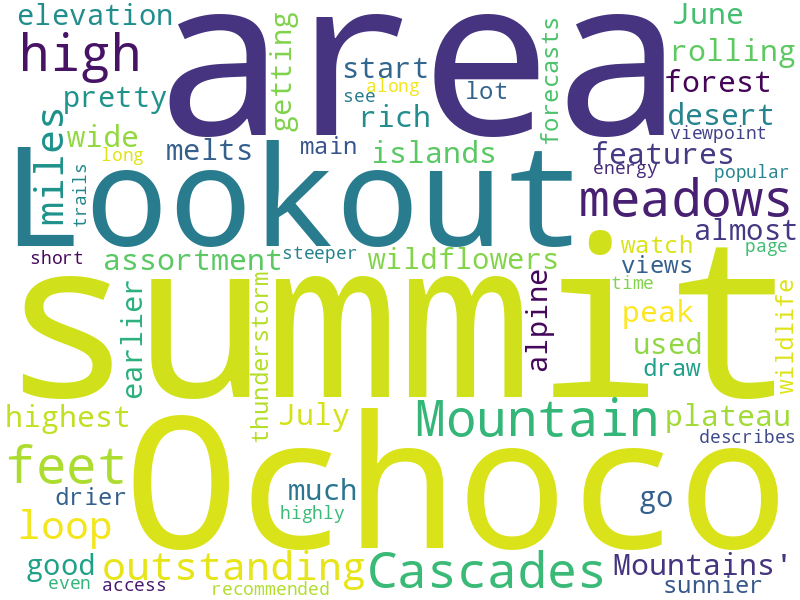 elevation
area
June
high
getting
start
see
along
lot
forecasts
rolling
forest
pretty
rich
desert
viewpoint
miles
wide
long
melts
main
islands
features
energy
popular
trails
Lookout
meadows
almost
short
assortment
steeper
wildflowers
watch
page
views
earlier
summit
thunderstorm
alpine
time
wildlife
peak
used
draw
highest
July
Mountain
plateau
describes
feet
Ochoco
drier
much
highly
go
loop
good
outstanding
Cascades
Mountains'
even
access
recommended
sunnier